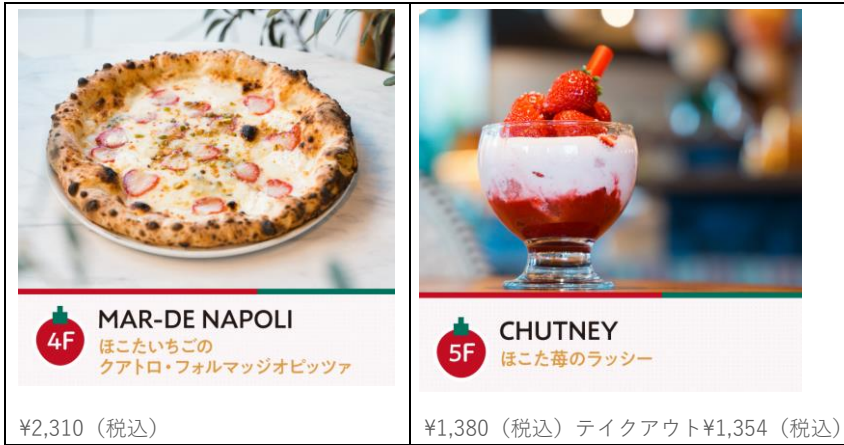 4F
MAR-DE NAPOLI
ほこたいちごの
クアトロ・フォルマッジオピッツァ
¥2,310（税込）
5F
CHUTNEY
ほこた苺のラッシー
¥1,380（税込）テイクアウト¥1,354（税込）